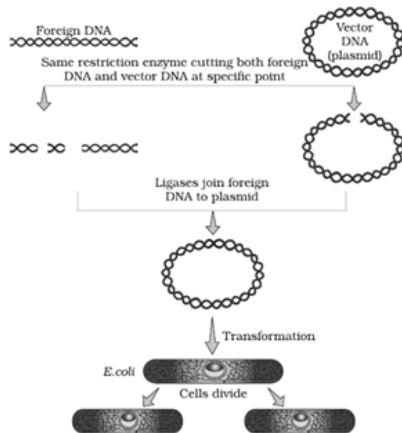 Foreign DNA
Vector
DNA
(plasmid)
Same restriction enzyme cutting both foreign
DNA and vector DNA at specific point
Ligases join foreign
DNA to plasmid
Transformation
E.coli
Cells divide